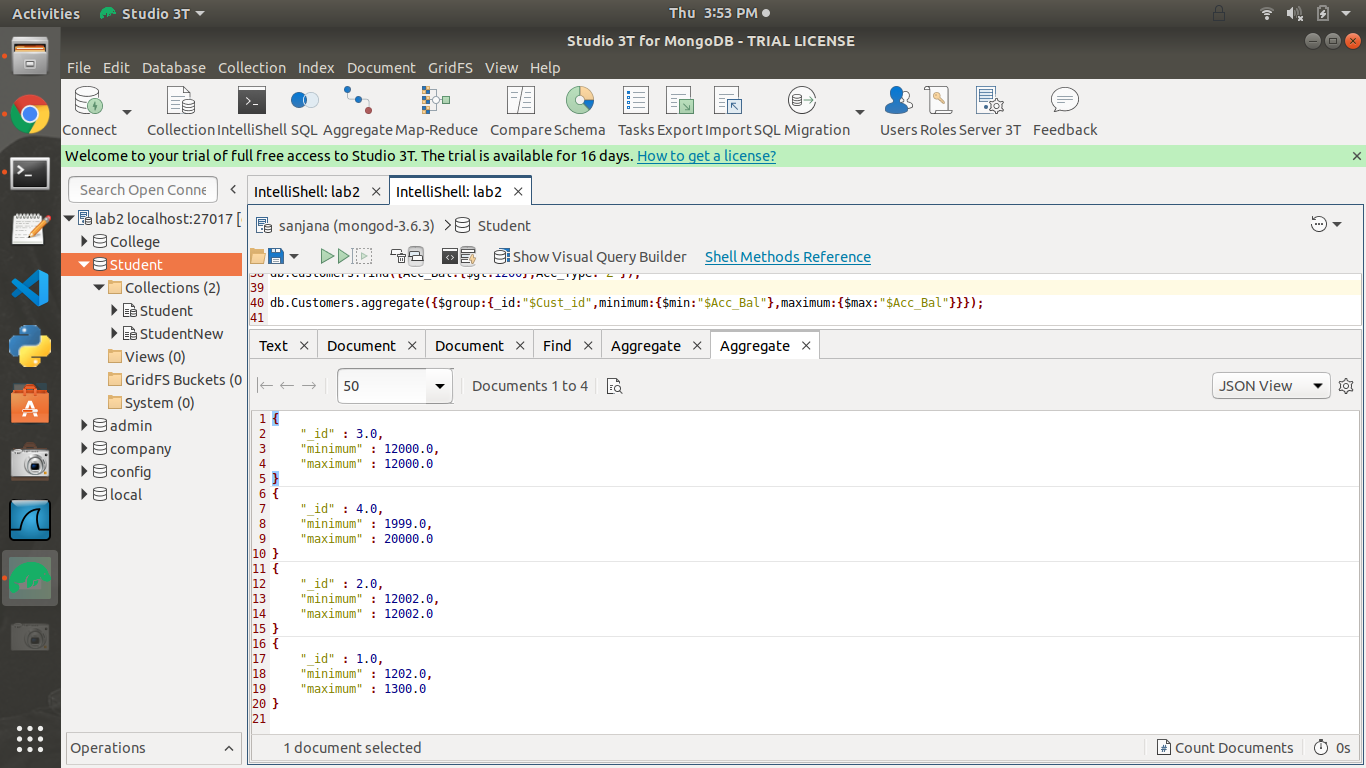 Activities Studio 3T Thu 3:53 PM
Studio 3T for MongoDB - TRIAL LICENSE
File Edit Database Collection Index Document GridFS View Help
Connect Collection IntelliShell SQL Aggregate Map-Reduce Compare Schema Tasks Export Import SQL Migration Users Roles Server 3T Feedback
Welcome to your trial of full free access to Studio 3T. The trial is available for 16 days. How to get a license?
Search Open Conne
IntelliShell: lab2 IntelliShell: lab2
lab2 localhost:27017 [
College
Student
Collections (2)
Student
StudentNew
Views (0)
GridFS Buckets (0
System (0)
admin
company
config
local
Operations
sanjana (mongod-3.6.3) Student
Show Visual Query Builder Shell Methods Reference
38 db.Customers.find({Acc_Bal:{$gt:1200},Acc_Type:"2"});
39
40 db.Customers.aggregate({$group:{_id:"$Cust_id",minimum:{$min:"$Acc_Bal"},maximum:{$max:"$Acc_Bal"}}});
41
Text Document Document Find Aggregate Aggregate
50 Documents 1 to 4 JSON View
1 {
2 "_id" : 3.0,
3 "minimum" : 12000.0,
4 "maximum" : 12000.0
5 }
6 {
7 "_id" : 4.0,
8 "minimum" : 1999.0,
9 "maximum" : 20000.0
10 }
11 {
12 "_id" : 2.0,
13 "minimum" : 12002.0,
14 "maximum" : 12002.0
15 }
16 {
17 "_id" : 1.0,
18 "minimum" : 1202.0,
19 "maximum" : 1300.0
20 }
21
1 document selected Count Documents 0s